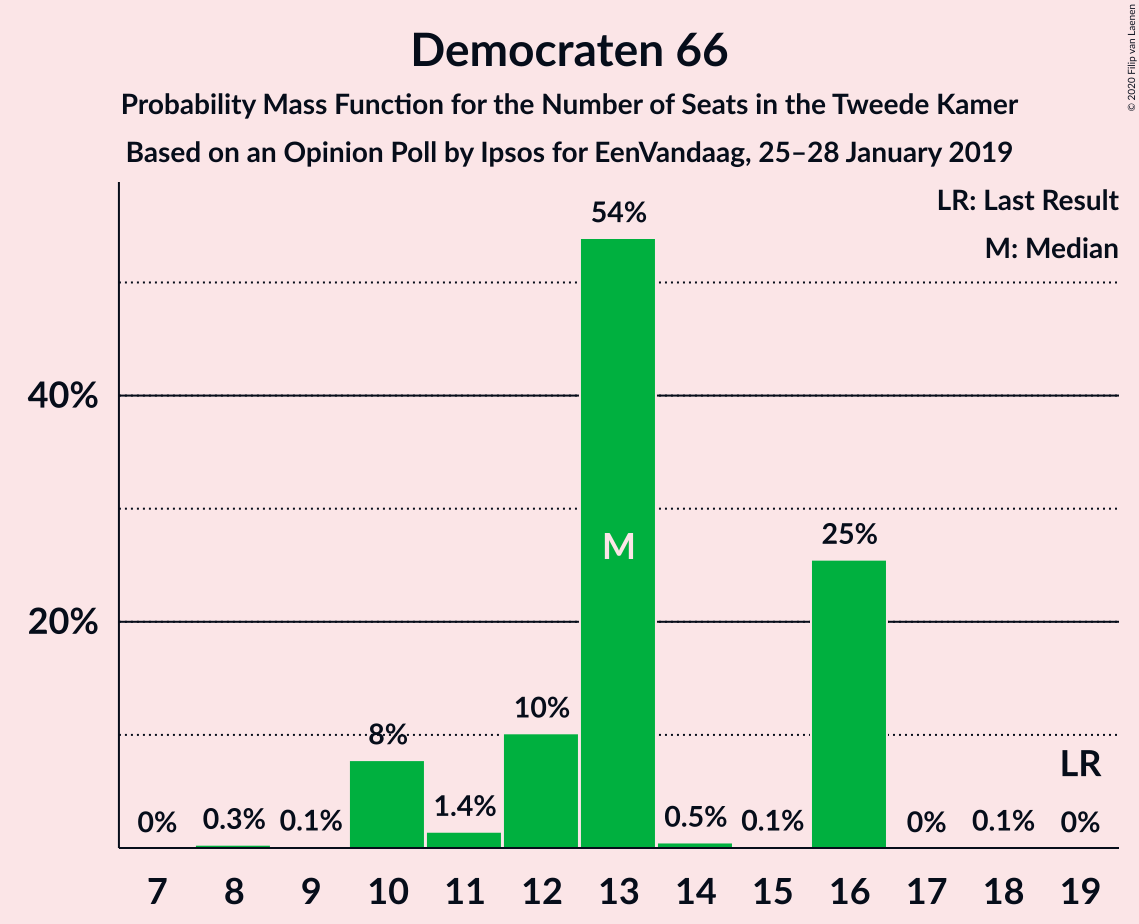 Democraten 66
Probability Mass Function for the Number of Seats in the Tweede Kamer
Based on an Opinion Poll by Ipsos for EenVandaag, 25–28 January 2019
© 2020 Filip van Laenen
LR: Last Result
M: Median
40%
20%
0%
0.3%
0.1%
8%
1.4%
10%
54%
M
0.5%
0.1%
25%
0%
0.1%
LR
0%
7 8 9 10 11 12 13 14 15 16 17 18 19